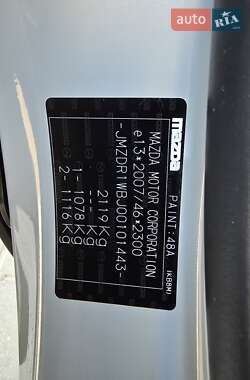 AUTO
RIA
mazda PAINT:48A
(KB8M)
MAZDA MOTOR CORPORATION
e13*2007/46*2300
-JMZDR1WBJ00101443-
2119 Kg
--- Kg
1-1078 Kg
2-1116 Kg